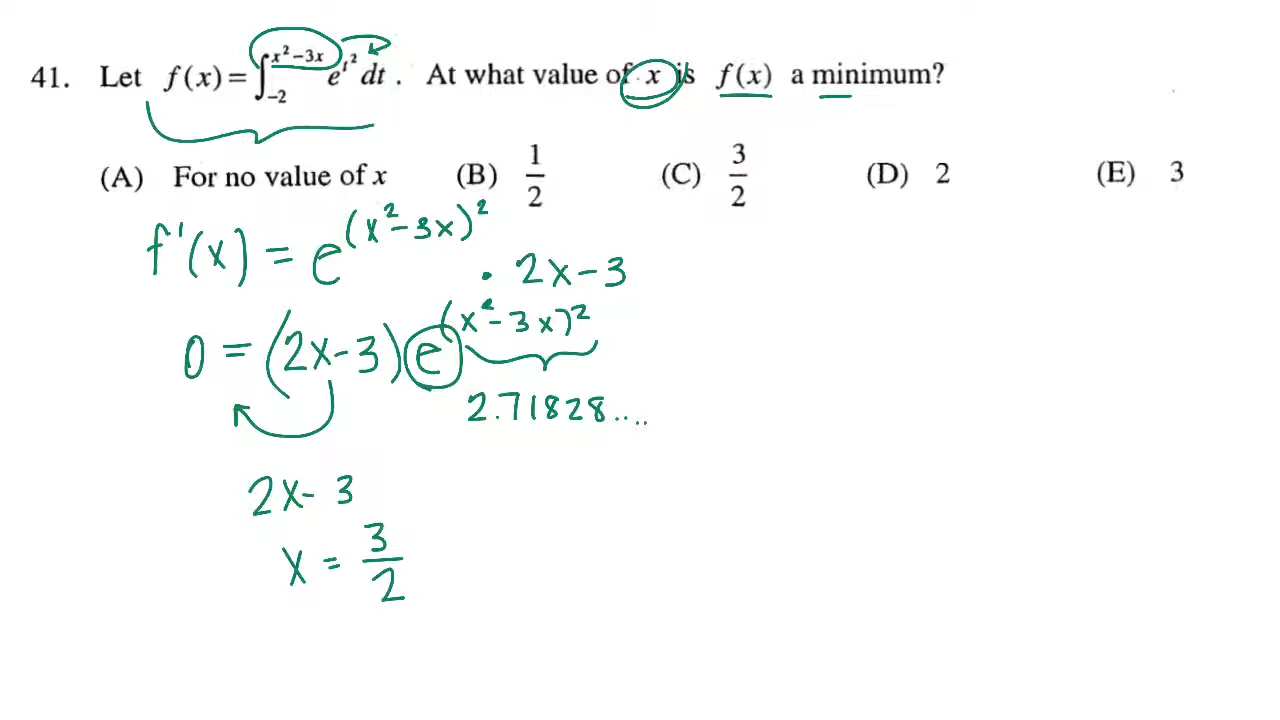 41. Let f(x) = ∫_{-2}^{x²-3x} e^{t²} dt . At what value of x is f(x) a minimum?
(A) For no value of x (B) 1/2 (C) 3/2 (D) 2 (E) 3
f'(x) = e^{(x²-3x)²} · 2x-3
0 = (2x-3) e^{(x²-3x)²}
2.71828....
2x-3
x = 3/2